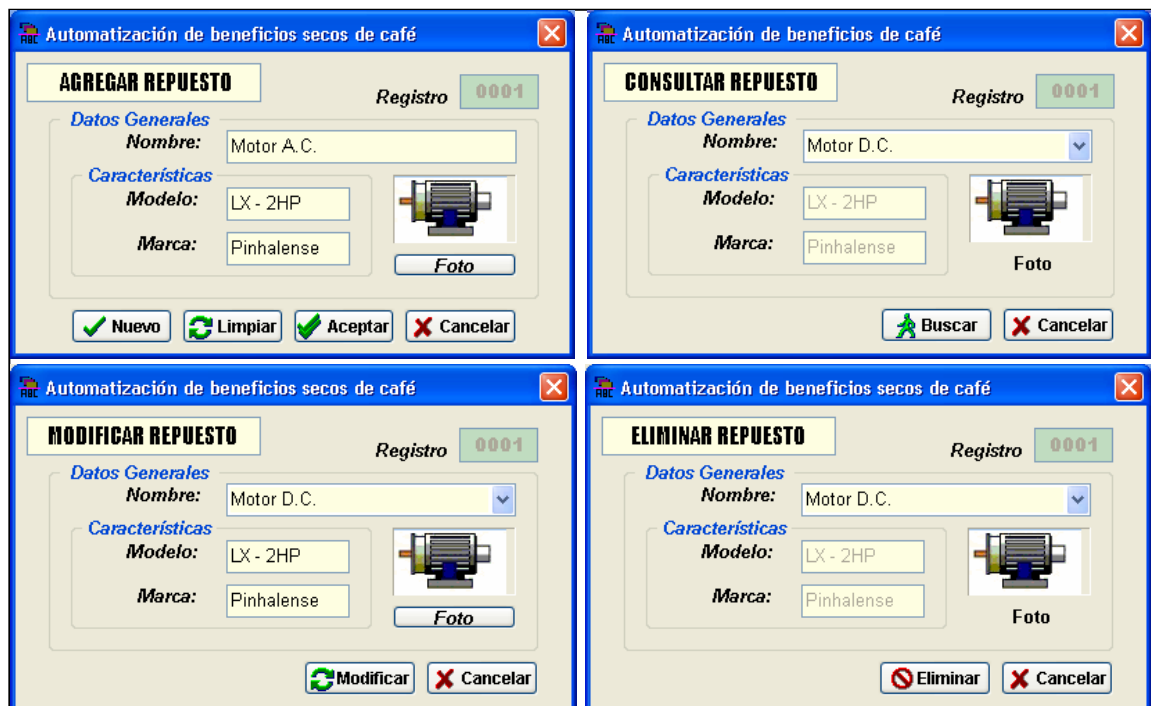 Automatización de beneficios secos de café
AGREGAR REPUESTO
Registro 0001
Datos Generales
Nombre: Motor A.C.
Características
Modelo: LX - 2HP
Marca: Pinhalense
Foto
Nuevo Limpiar Aceptar Cancelar
Automatización de beneficios de café
CONSULTAR REPUESTO
Registro 0001
Datos Generales
Nombre: Motor D.C.
Características
Modelo: LX - 2HP
Marca: Pinhalense
Foto
Buscar Cancelar
Automatización de beneficios secos de café
MODIFICAR REPUESTO
Registro 0001
Datos Generales
Nombre: Motor D.C.
Características
Modelo: LX - 2HP
Marca: Pinhalense
Foto
Modificar Cancelar
Automatización de beneficios secos de café
ELIMINAR REPUESTO
Registro 0001
Datos Generales
Nombre: Motor D.C.
Características
Modelo: LX - 2HP
Marca: Pinhalense
Foto
Eliminar Cancelar